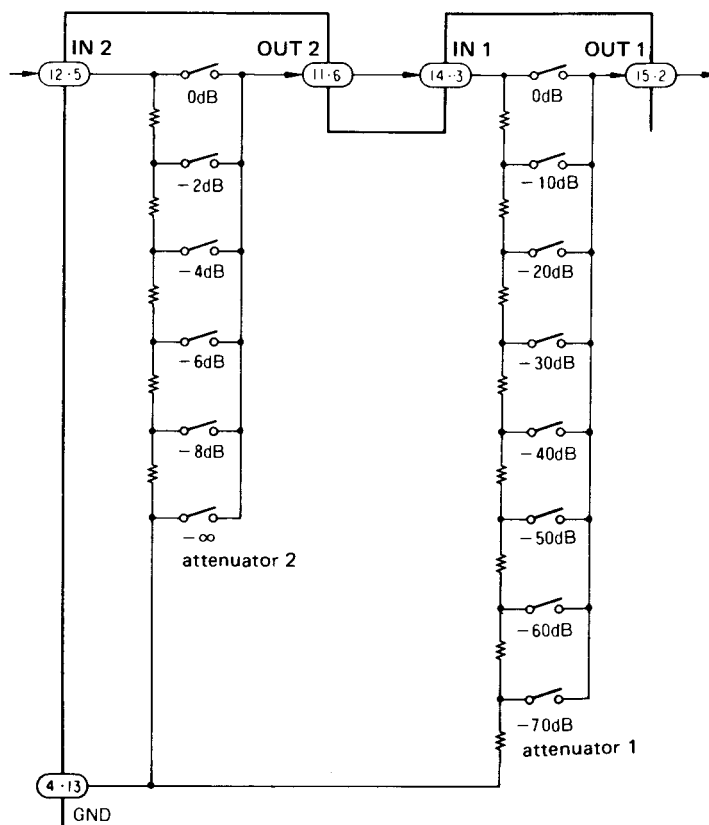 IN 2
OUT 2
IN 1
OUT 1
12·5
11·6
14·3
15·2
0dB
0dB
−2dB
−10dB
−4dB
−20dB
−6dB
−30dB
−8dB
−40dB
−∞
−50dB
attenuator 2
−60dB
−70dB
attenuator 1
4·13
GND